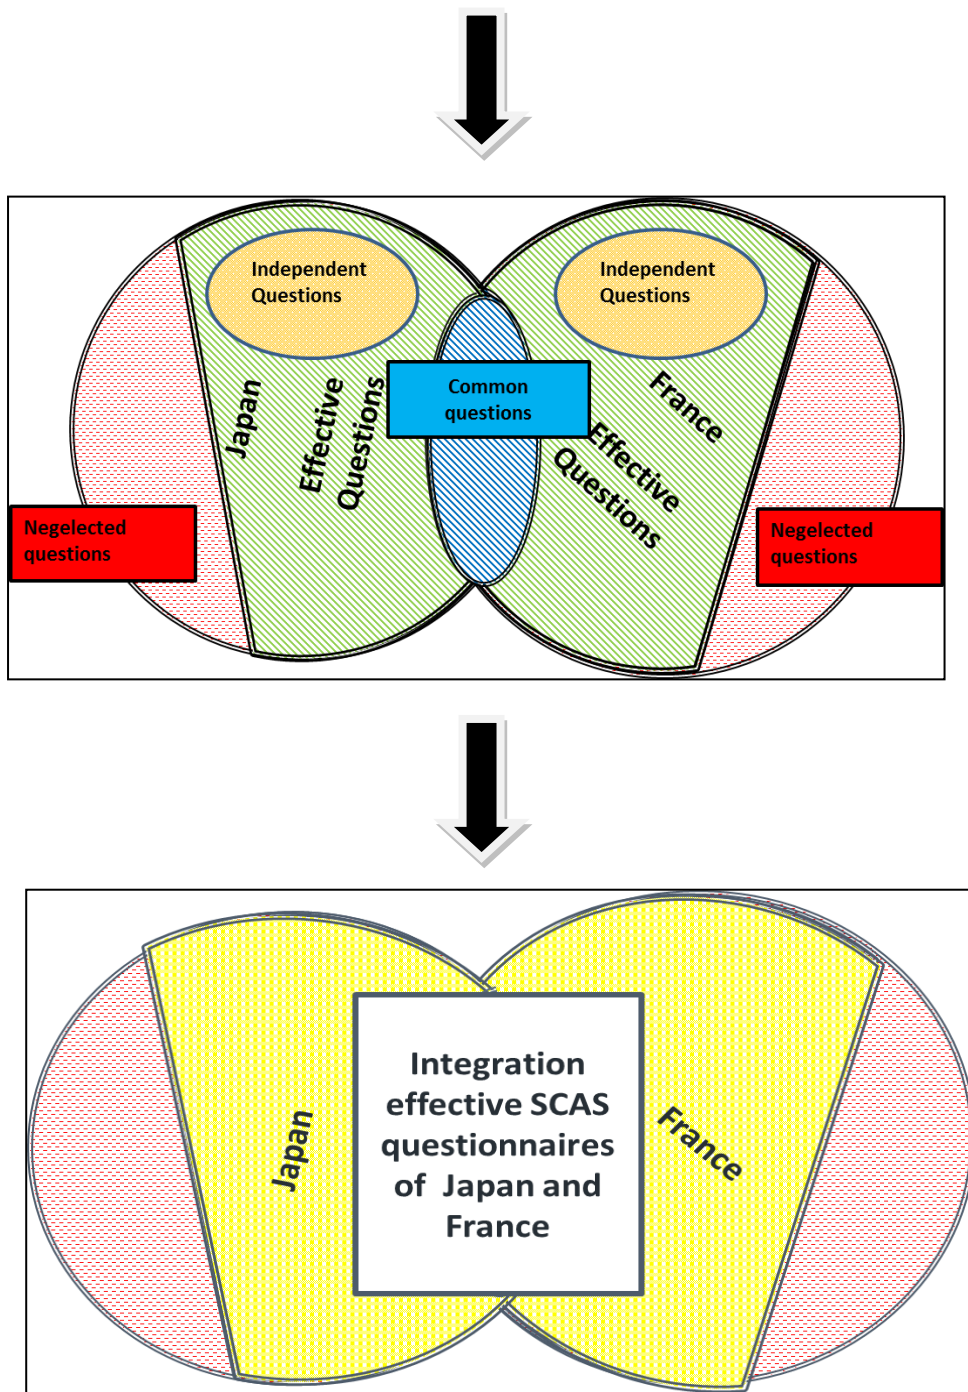 Independent
Questions
Independent
Questions
Japan
Effective
Questions
Common
questions
France
Effective
Questions
Negelected
questions
Negelected
questions
Japan
Integration
effective SCAS
questionnaires
of Japan and
France
France